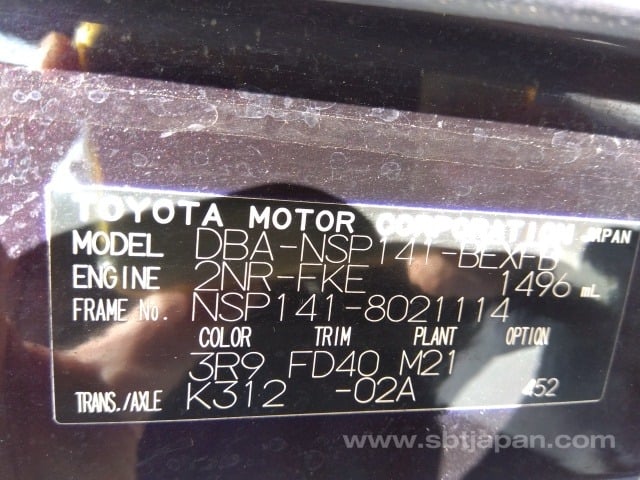 TOYOTA MOTOR CORPORATION JAPAN
MODEL DBA-NSP141-BEXFB
ENGINE 2NR-FKE 1496 mL
FRAME No. NSP141-8021114
COLOR TRIM PLANT OPTION
3R9 FD40 M21
TRANS./AXLE K312 -02A 452
www.sbtjapan.com